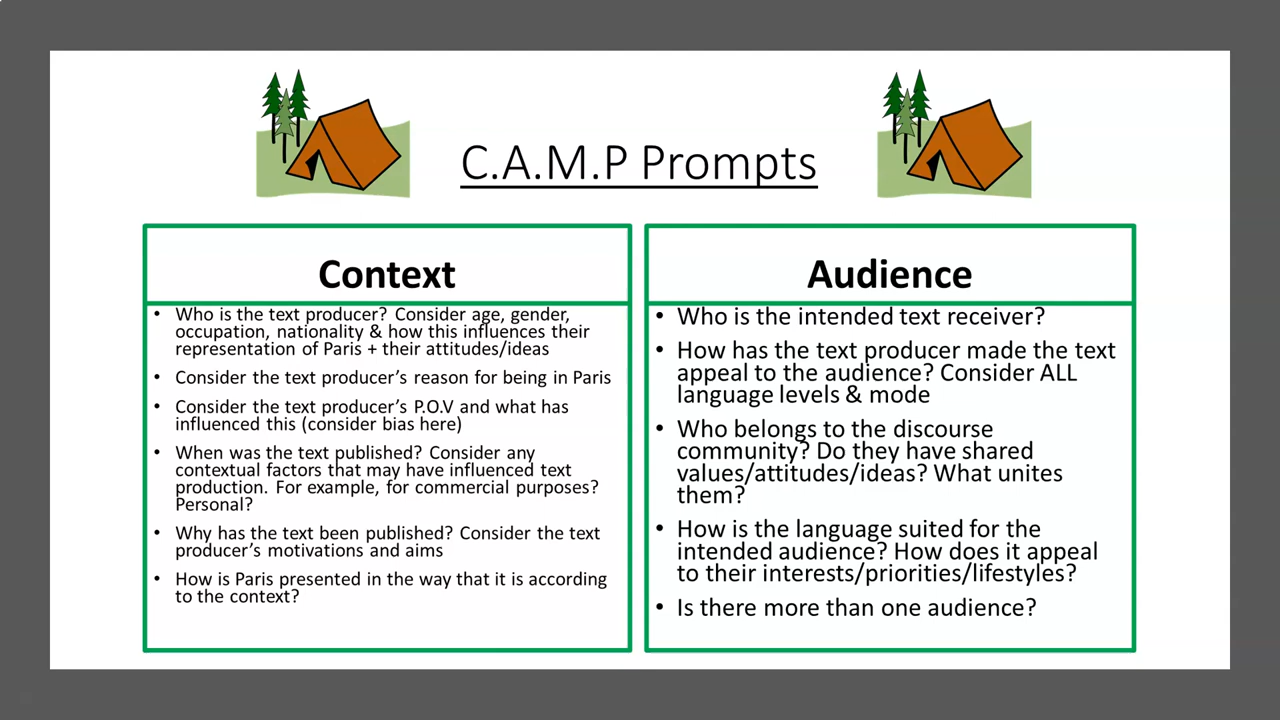 C.A.M.P Prompts
Context
• Who is the text producer? Consider age, gender,
occupation, nationality & how this influences their
representation of Paris + their attitudes/ideas
• Consider the text producer’s reason for being in Paris
• Consider the text producer’s P.O.V and what has
influenced this (consider bias here)
• When was the text published? Consider any
contextual factors that may have influenced text
production. For example, for commercial purposes?
Personal?
• Why has the text been published? Consider the text
producer’s motivations and aims
• How is Paris presented in the way that it is according
to the context?
Audience
• Who is the intended text receiver?
• How has the text producer made the text
appeal to the audience? Consider ALL
language levels & mode
• Who belongs to the discourse
community? Do they have shared
values/attitudes/ideas? What unites
them?
• How is the language suited for the
intended audience? How does it appeal
to their interests/priorities/lifestyles?
• Is there more than one audience?